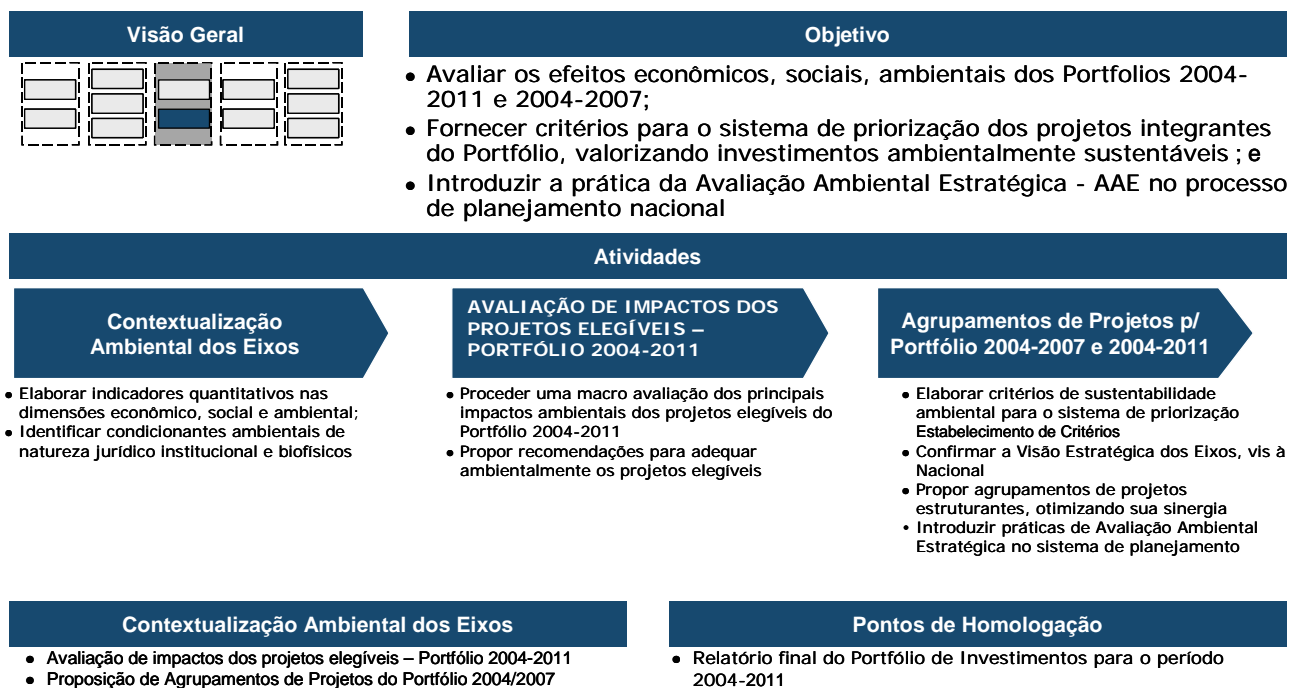 Visão Geral
Objetivo
• Avaliar os efeitos econômicos, sociais, ambientais dos Portfolios 2004-
2011 e 2004-2007;
• Fornecer critérios para o sistema de priorização dos projetos integrantes
do Portfólio, valorizando investimentos ambientalmente sustentáveis ; e
• Introduzir a prática da Avaliação Ambiental Estratégica - AAE no processo
de planejamento nacional
Atividades
Contextualização
Ambiental dos Eixos
• Elaborar indicadores quantitativos nas
dimensões econômico, social e ambiental;
• Identificar condicionantes ambientais de
natureza jurídico institucional e biofísicos
AVALIAÇÃO DE IMPACTOS DOS
PROJETOS ELEGÍVEIS –
PORTFÓLIO 2004-2011
• Proceder uma macro avaliação dos principais
impactos ambientais dos projetos elegíveis do
Portfólio 2004-2011
• Propor recomendações para adequar
ambientalmente os projetos elegíveis
Agrupamentos de Projetos p/
Portfólio 2004-2007 e 2004-2011
• Elaborar critérios de sustentabilidade
ambiental para o sistema de priorização
Estabelecimento de Critérios
• Confirmar a Visão Estratégica dos Eixos, vis à
Nacional
• Propor agrupamentos de projetos
estruturantes, otimizando sua sinergia
• Introduzir práticas de Avaliação Ambiental
Estratégica no sistema de planejamento
Contextualização Ambiental dos Eixos
• Avaliação de impactos dos projetos elegíveis – Portfólio 2004-2011
• Proposição de Agrupamentos de Projetos do Portfólio 2004/2007
Pontos de Homologação
• Relatório final do Portfólio de Investimentos para o período
2004-2011